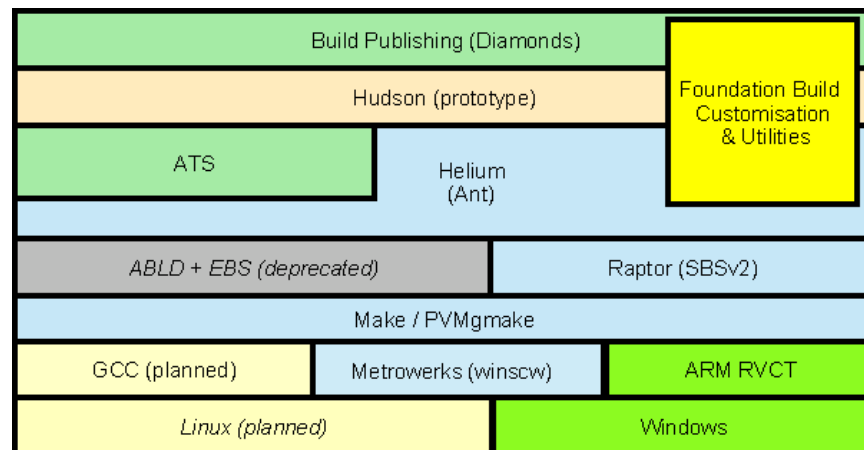 Build Publishing (Diamonds)
Hudson (prototype)
Foundation Build
Customisation
& Utilities
ATS
Helium
(Ant)
ABLD + EBS (deprecated)
Raptor (SBSv2)
Make / PVMgmake
GCC (planned)
Metrowerks (winscw)
ARM RVCT
Linux (planned)
Windows